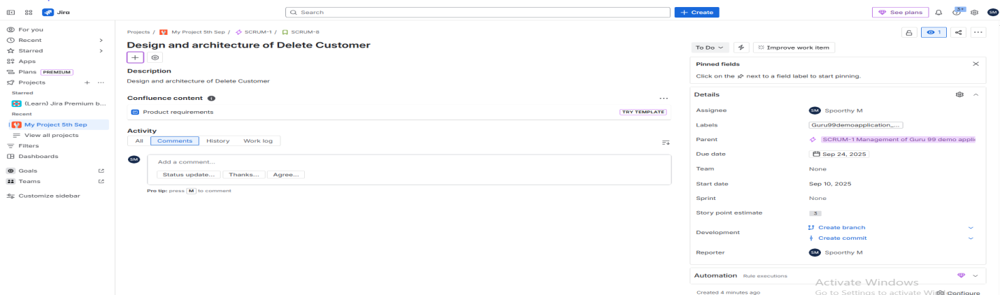 Jira
Search
+ Create
See plans
3+
SM
For you
Recent
Starred
Apps
Plans PREMIUM
Projects
Starred
(Learn) Jira Premium b...
Recent
My Project 5th Sep
View all projects
Filters
Dashboards
Goals
Teams
Customize sidebar
Projects / My Project 5th Sep / SCRUM-1 / SCRUM-8
Design and architecture of Delete Customer
Description
Design and architecture of Delete Customer
Confluence content
Product requirements TRY TEMPLATE
Activity
All Comments History Work log
SM
Add a comment...
Status update... Thanks... Agree...
Pro tip: press M to comment
1
To Do Improve work item
Pinned fields
Click on the next to a field label to start pinning.
Details
Assignee SM Spoorthy M
Labels Guru99demoapplication_...
Parent SCRUM-1 Management of Guru 99 demo applic
Due date Sep 24, 2025
Team None
Start date Sep 10, 2025
Sprint None
Story point estimate 3
Development Create branch
Create commit
Reporter SM Spoorthy M
Automation Rule executions
Activate Windows
Created 4 minutes ago
Go to Settings to activate Windows.
Configure